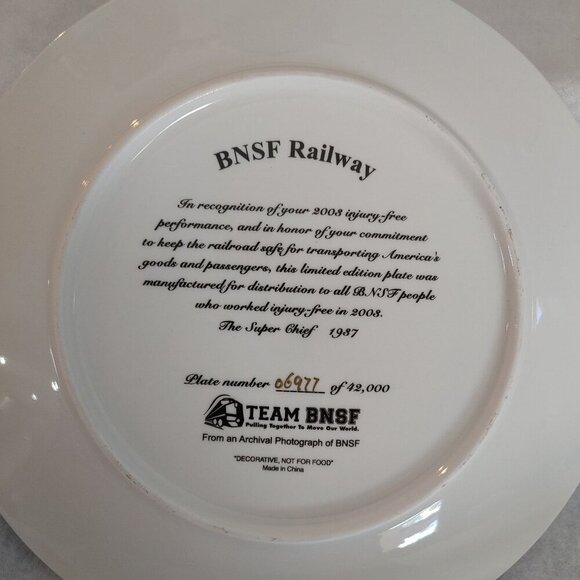 BNSF Railway
In recognition of your 2003 injury-free
performance, and in honor of your commitment
to keep the railroad safe for transporting America's
goods and passengers, this limited edition plate was
manufactured for distribution to all BNSF people
who worked injury-free in 2003.
The Super Chief 1937
Plate number 06977 of 42,000
TEAM BNSF
Pulling Together To Move Our World.
From an Archival Photograph of BNSF
"DECORATIVE, NOT FOR FOOD"
Made in China